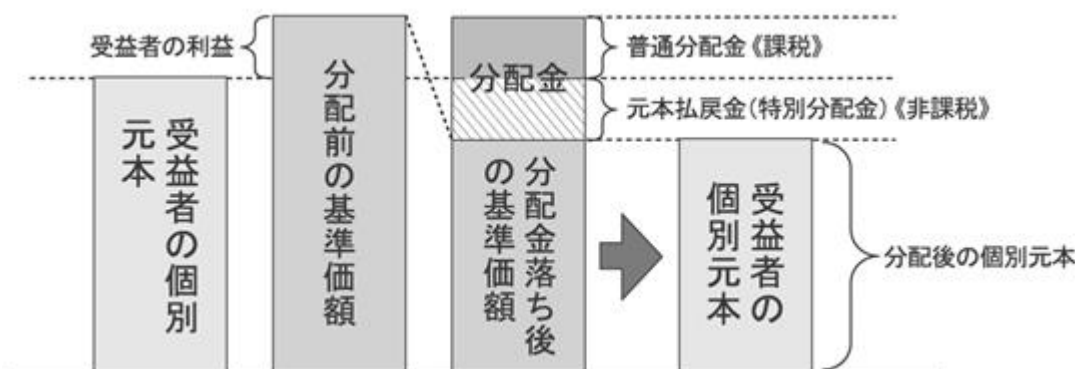 受益者の利益
受益者の個別
元本
分配前の基準価額
分配金
分配金落ち後
の基準価額
普通分配金《課税》
元本払戻金(特別分配金)《非課税》
受益者の
個別元本
分配後の個別元本